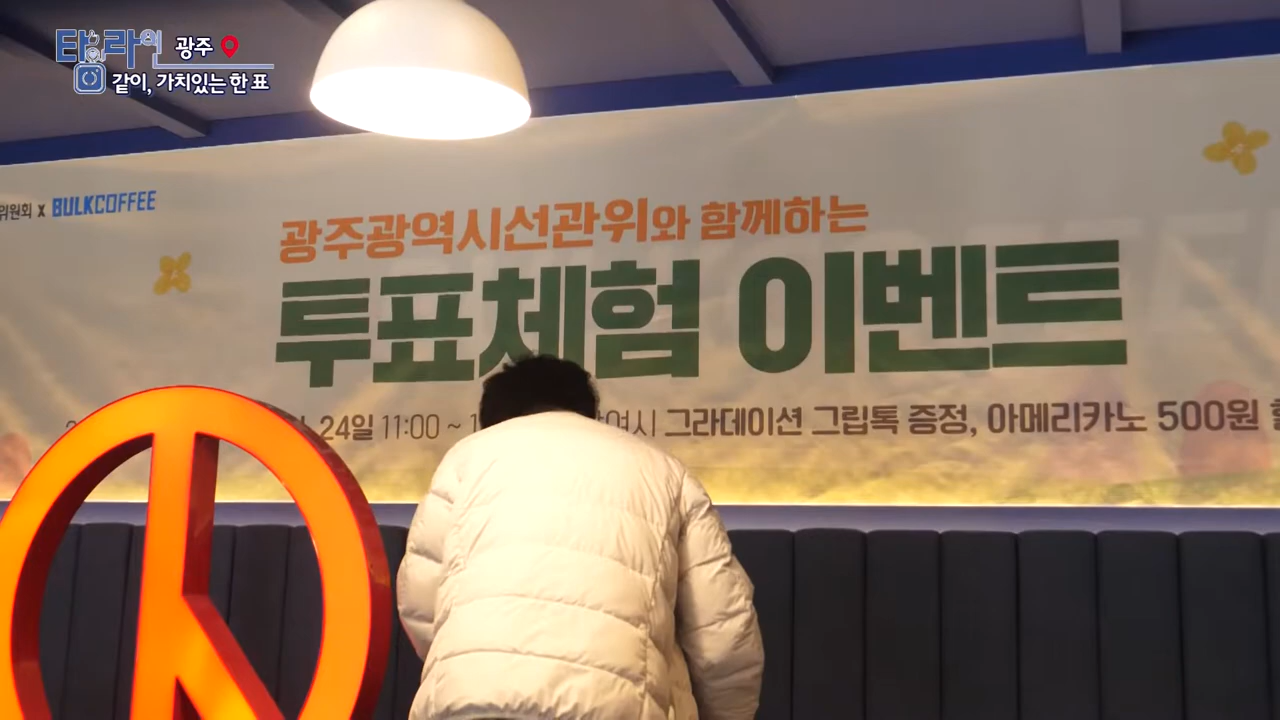 타라이 광주
같이, 가치있는 한 표
위원회 x BULKCOFFEE
광주광역시선관위와 함께하는
투표체험 이벤트
24일 11:00 ~ 그라데이션 그립톡 증정, 아메리카노 500원